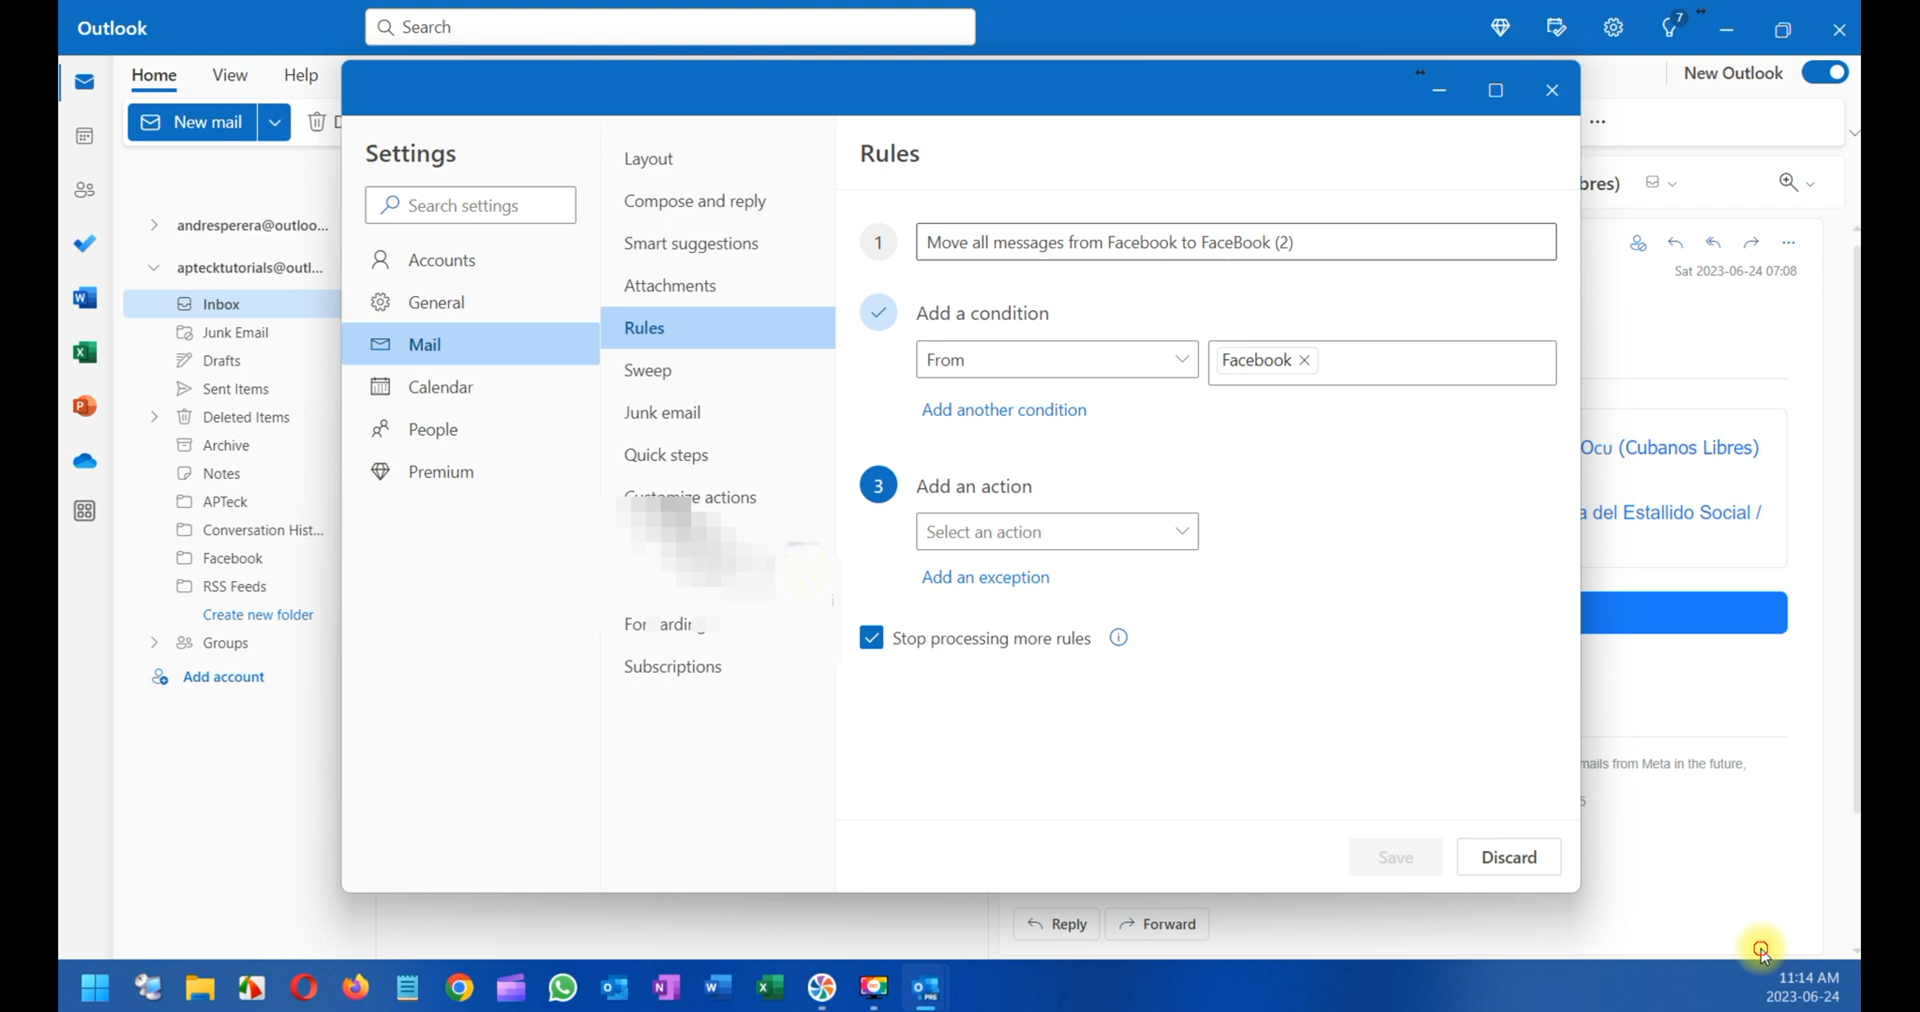 Outlook
Search
7
Home View Help
New Outlook
New mail
D
andresperera@outloo...
aptecktutorials@outl...
Inbox
Junk Email
Drafts
Sent Items
Deleted Items
Archive
Notes
APTeck
Conversation Hist...
Facebook
RSS Feeds
Create new folder
Groups
Add account
Settings
Search settings
Accounts
General
Mail
Calendar
People
Premium
Layout
Compose and reply
Smart suggestions
Attachments
Rules
Sweep
Junk email
Quick steps
Customize actions
Subscriptions
Rules
1 Move all messages from Facebook to FaceBook (2)
Add a condition
From Facebook
Add another condition
3 Add an action
Select an action
Add an exception
Stop processing more rules
Save Discard
bres)
Sat 2023-06-24 07:08
Ocu (Cubanos Libres)
a del Estallido Social /
mails from Meta in the future,
5
Reply Forward
11:14 AM
2023-06-24